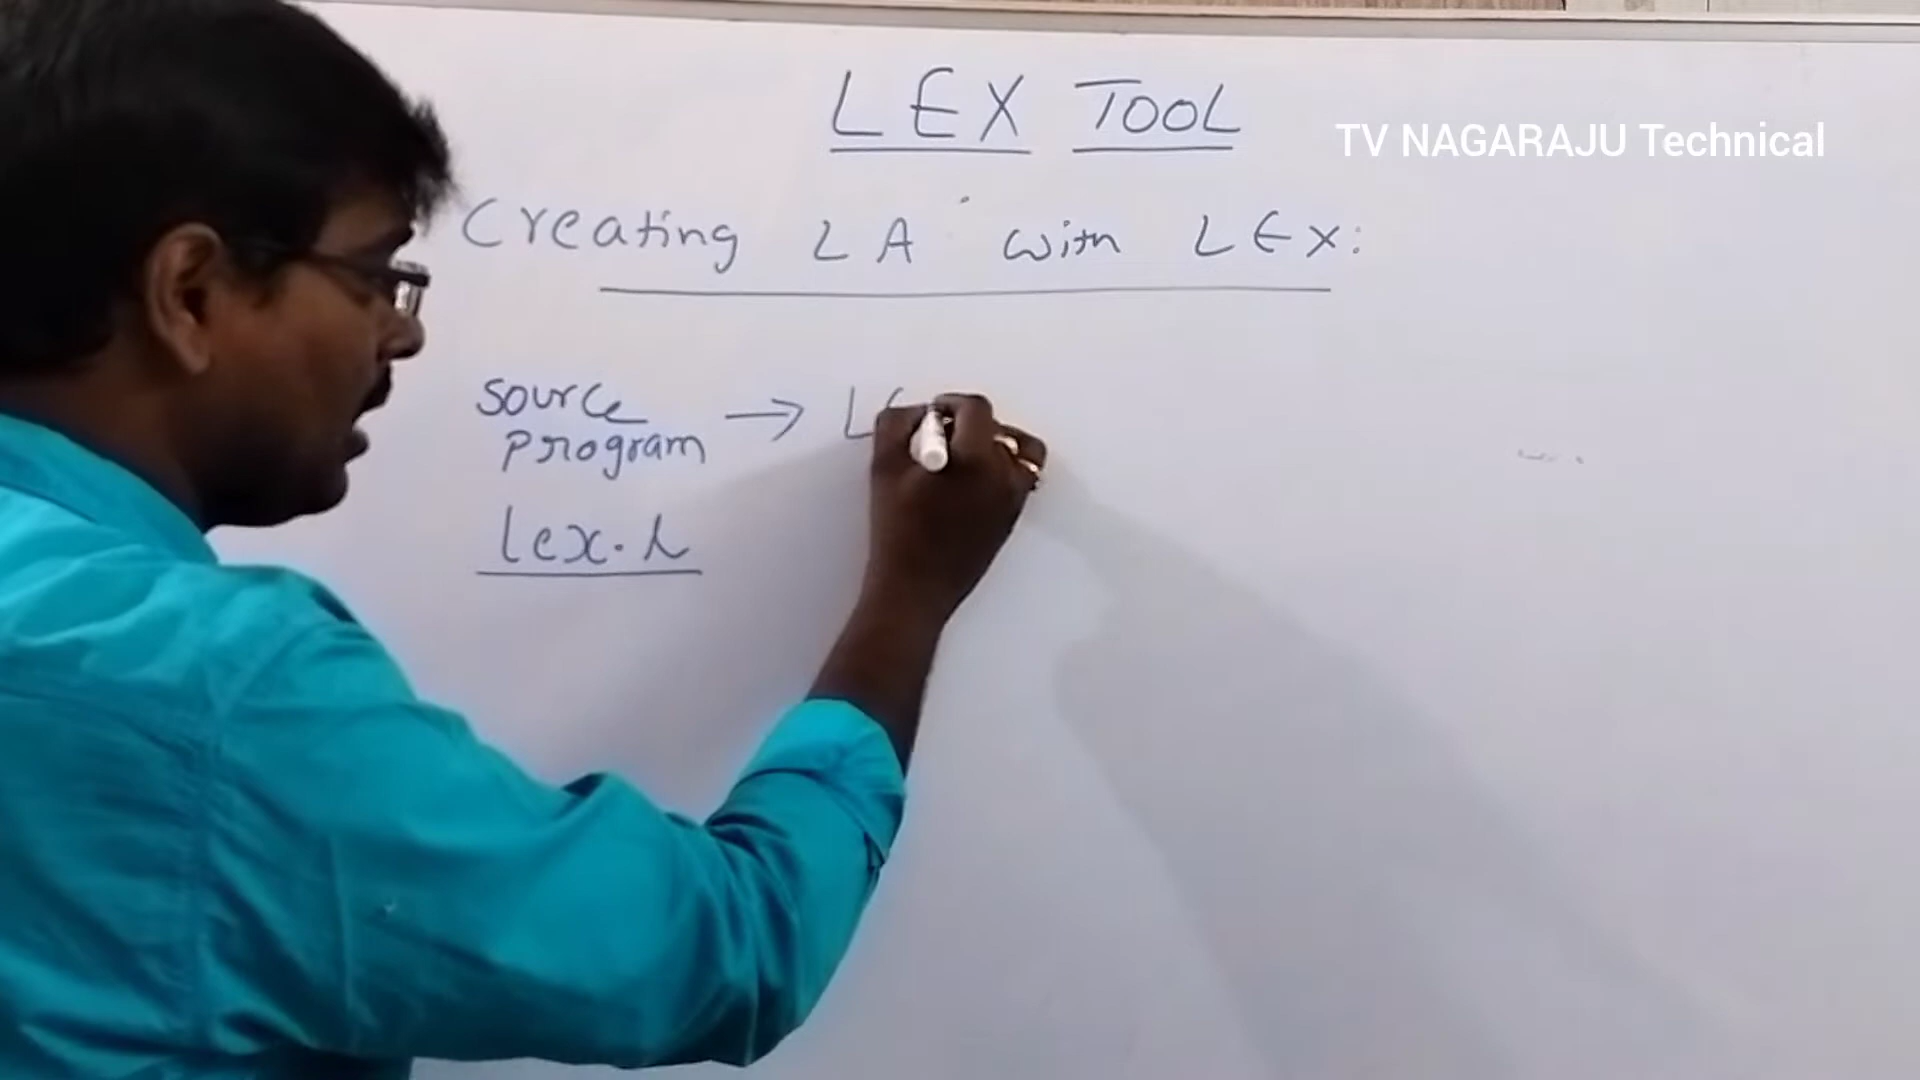 LEX TOOL
TV NAGARAJU Technical
Creating LA with LEX:
source → 
program
lex.l